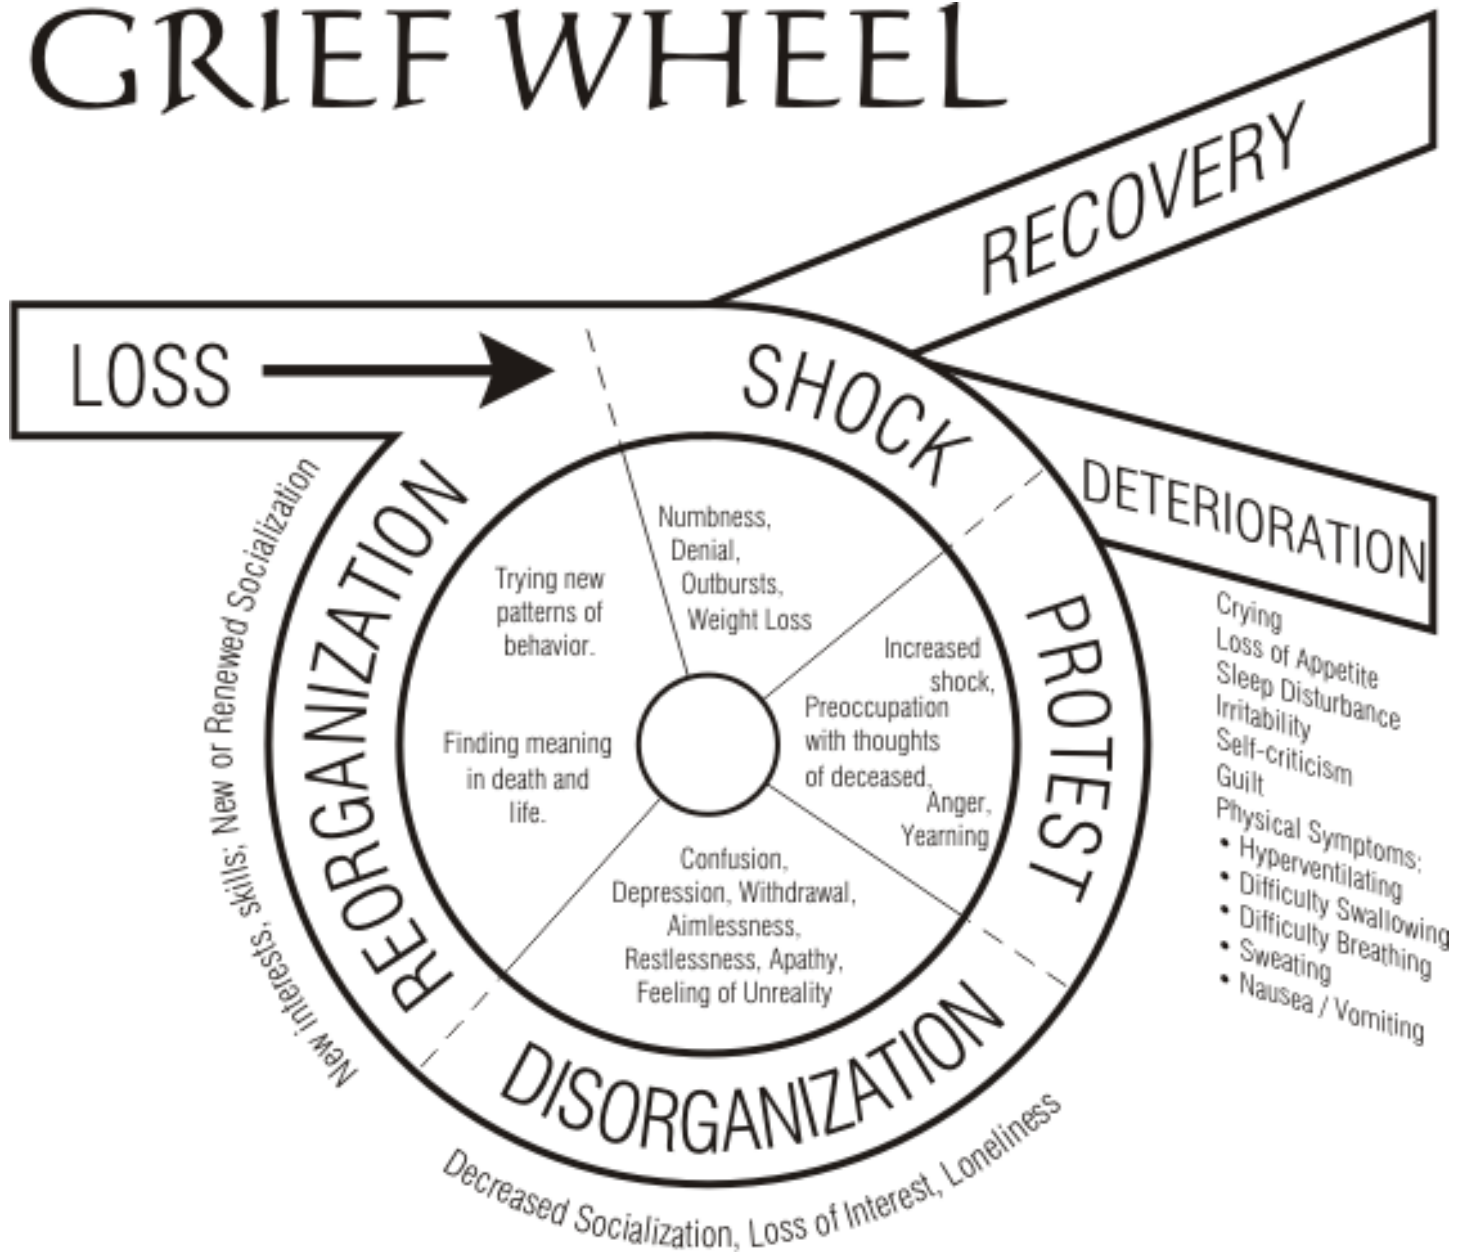 GRIEF WHEEL
RECOVERY
LOSS
SHOCK
DETERIORATION
Numbness,
Denial,
Outbursts,
Weight Loss
PROTEST
Increased
shock,
Preoccupation
with thoughts
of deceased,
Anger,
Yearning
Crying
Loss of Appetite
Sleep Disturbance
Irritability
Self-criticism
Guilt
Physical Symptoms:
• Hyperventilating
• Difficulty Swallowing
• Difficulty Breathing
• Sweating
• Nausea / Vomiting
DISORGANIZATION
Confusion,
Depression, Withdrawal,
Aimlessness,
Restlessness, Apathy,
Feeling of Unreality
Decreased Socialization, Loss of Interest, Loneliness
REORGANIZATION
Trying new
patterns of
behavior.
Finding meaning
in death and
life.
New interests, skills; New or Renewed Socialization